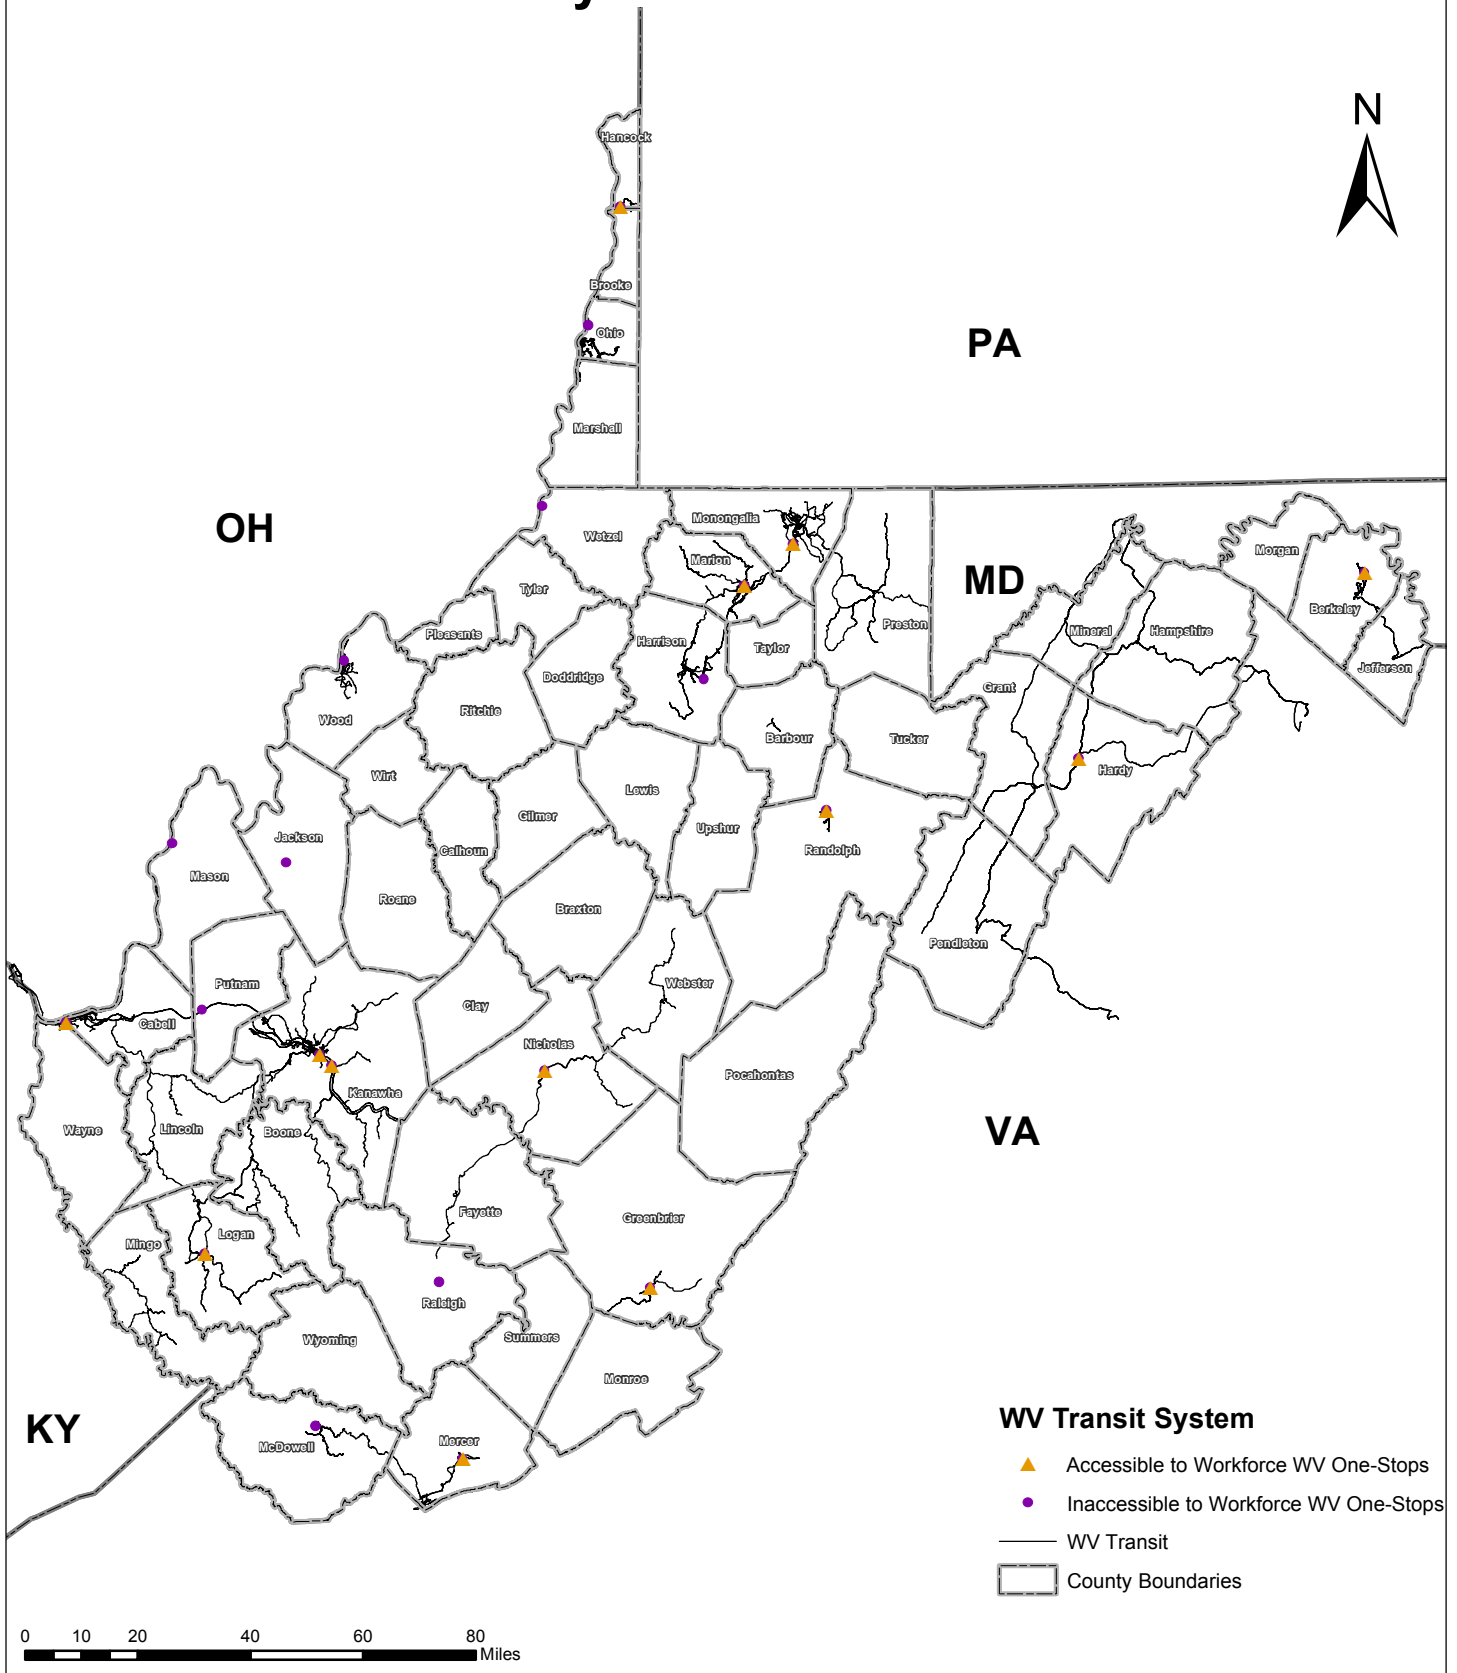 N
Hancock
Brooke
Ohio
PA
Marshall
OH
Wetzel
Monongalia
Marion
MD
Morgan
Tyler
Berkeley
Pleasants
Harrison
Taylor
Preston
Mineral
Hampshire
Jefferson
Doddridge
Grant
Wood
Ritchie
Barbour
Tucker
Hardy
Wirt
Lewis
Gilmer
Upshur
Jackson
Calhoun
Randolph
Mason
Roane
Braxton
Pendleton
Putnam
Webster
Clay
Cabell
Nicholas
Pocahontas
Kanawha
Wayne
Lincoln
Boone
VA
Fayette
Greenbrier
Logan
Mingo
Raleigh
Summers
Wyoming
Monroe
KY
McDowell
Mercer
WV Transit System
Accessible to Workforce WV One-Stops
Inaccessible to Workforce WV One-Stops
WV Transit
County Boundaries
0 10 20 40 60 80
Miles